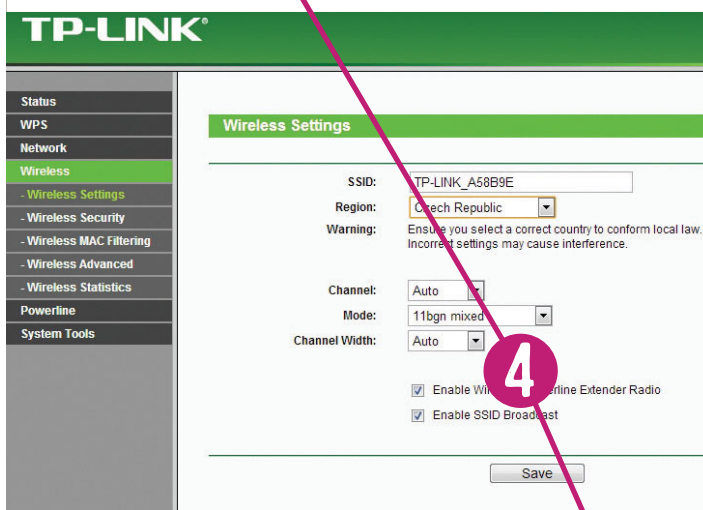 TP-LINK®
Status
WPS
Network
Wireless
- Wireless Settings
- Wireless Security
- Wireless MAC Filtering
- Wireless Advanced
- Wireless Statistics
Powerline
System Tools
Wireless Settings
SSID: TP-LINK_A58B9E
Region: Czech Republic
Warning: Ensure you select a correct country to conform local law.
Incorrect settings may cause interference.
Channel: Auto
Mode: 11bgn mixed
Channel Width: Auto
4
Enable Extender Radio
Enable SSID Broadcast
Save